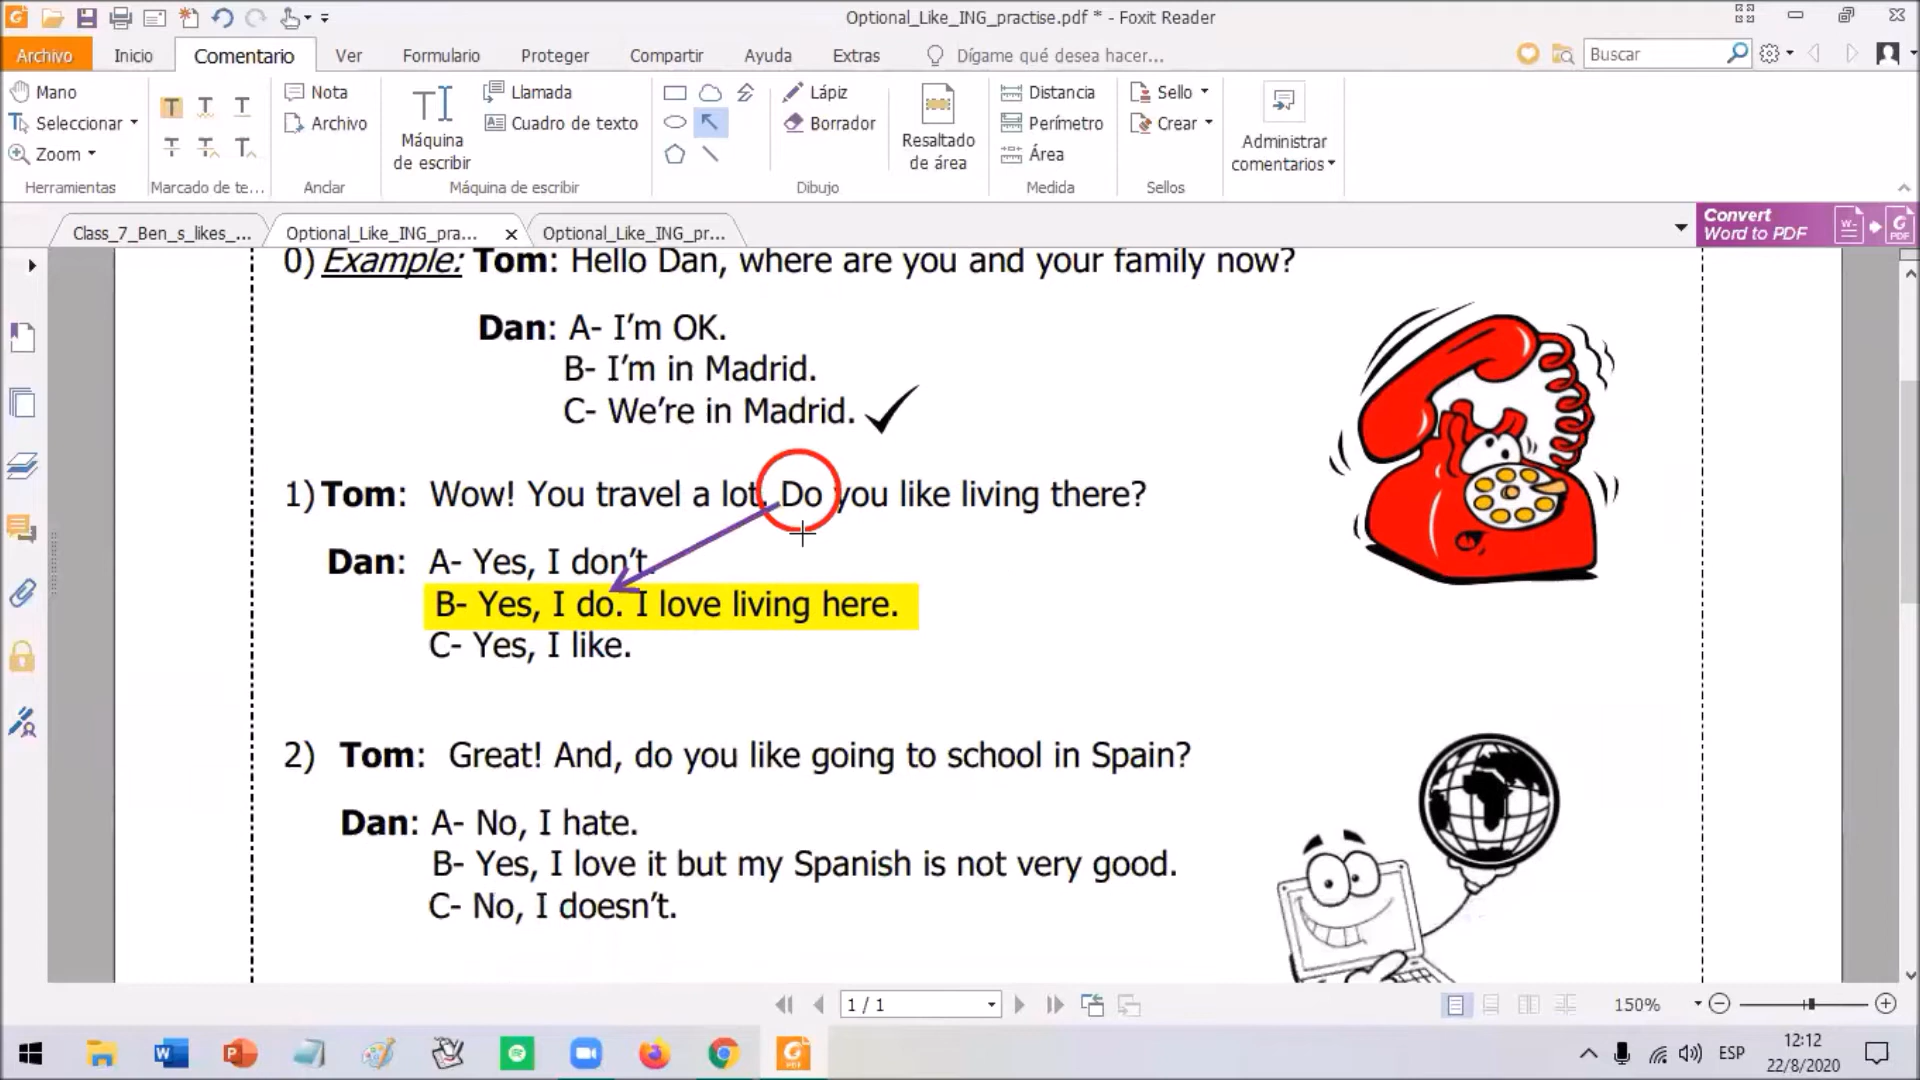 Optional_Like_ING_practise.pdf * - Foxit Reader
Archivo Inicio Comentario Ver Formulario Proteger Compartir Ayuda Extras Dígame qué desea hacer... Buscar
Mano
Seleccionar
Zoom
Herramientas
Marcado de te...
Nota
Archivo
Anclar
Máquina
de escribir
Llamada
Cuadro de texto
Máquina de escribir
Lápiz
Borrador
Dibujo
Resaltado
de área
Distancia
Perímetro
Área
Medida
Sello
Crear
Sellos
Administrar
comentarios
Class_7_Ben_s_likes_... Optional_Like_ING_pra... Optional_Like_ING_pr...
Convert
Word to PDF
0) Example: Tom: Hello Dan, where are you and your family now?
Dan: A- I'm OK.
B- I'm in Madrid.
C- We're in Madrid.
1) Tom: Wow! You travel a lot. Do you like living there?
Dan: A- Yes, I don't.
B- Yes, I do. I love living here.
C- Yes, I like.
2) Tom: Great! And, do you like going to school in Spain?
Dan: A- No, I hate.
B- Yes, I love it but my Spanish is not very good.
C- No, I doesn't.
1 / 1
150%
ESP
12:12
22/8/2020